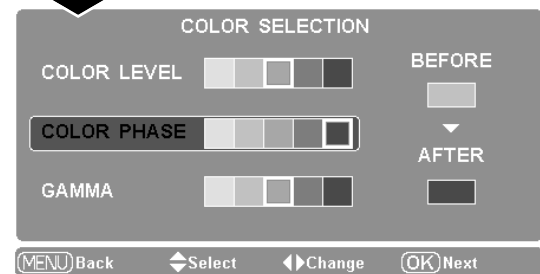 COLOR SELECTION
COLOR LEVEL
BEFORE
COLOR PHASE
AFTER
GAMMA
MENU Back Select Change OK Next